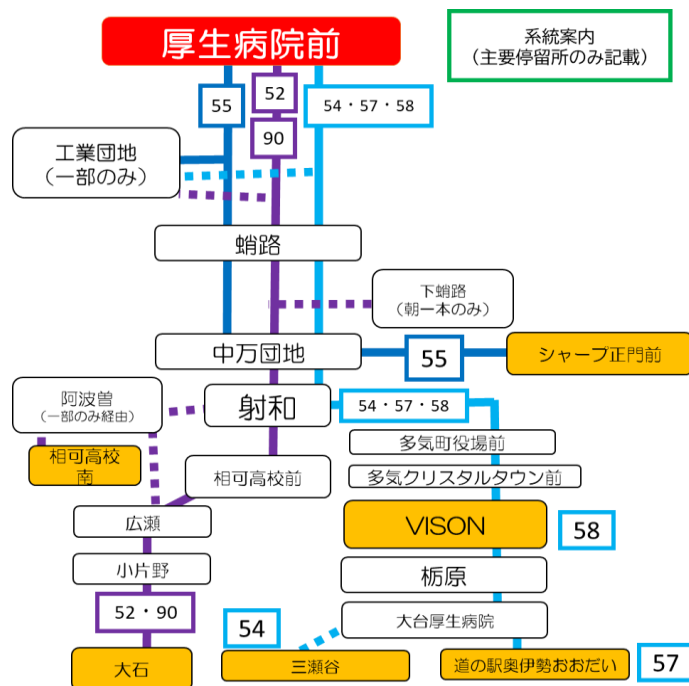 厚生病院前
系統案内
(主要停留所のみ記載)
55
52
54・57・58
90
工業団地
(一部のみ)
蛸路
下蛸路
(朝一本のみ)
中万団地
55
シャープ正門前
阿波曽
(一部のみ経由)
射和
54・57・58
相可高校
南
多気町役場前
相可高校前
多気クリスタルタウン前
広瀬
VISON
58
小片野
栃原
52・90
54
大台厚生病院
大石
三瀬谷
道の駅奥伊勢おおだい
57